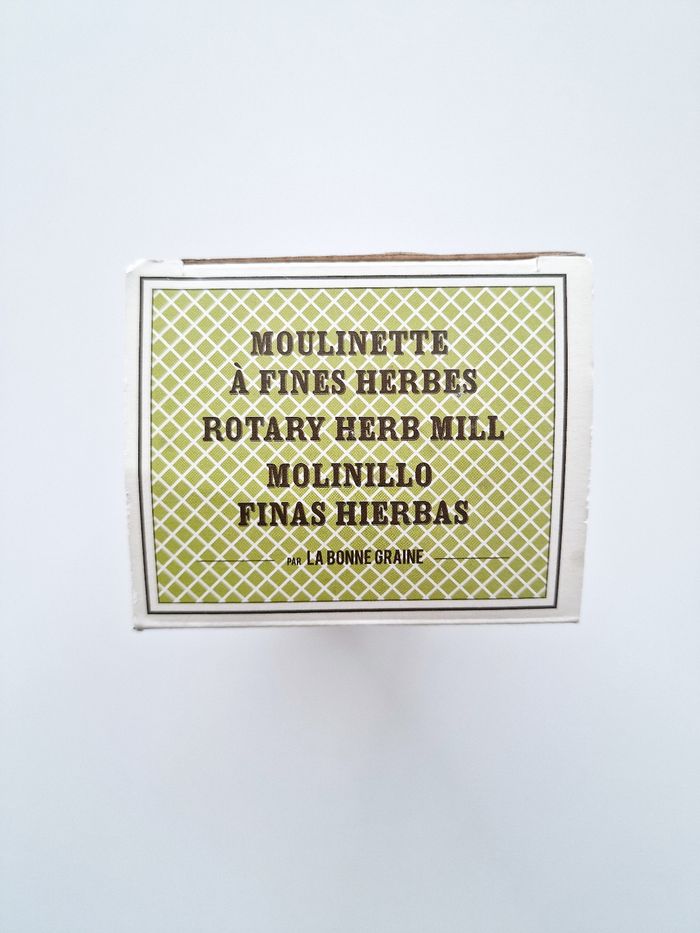 MOULINETTE
À FINES HERBES
ROTARY HERB MILL
MOLINILLO
FINAS HIERBAS
PAR LA BONNE GRAINE